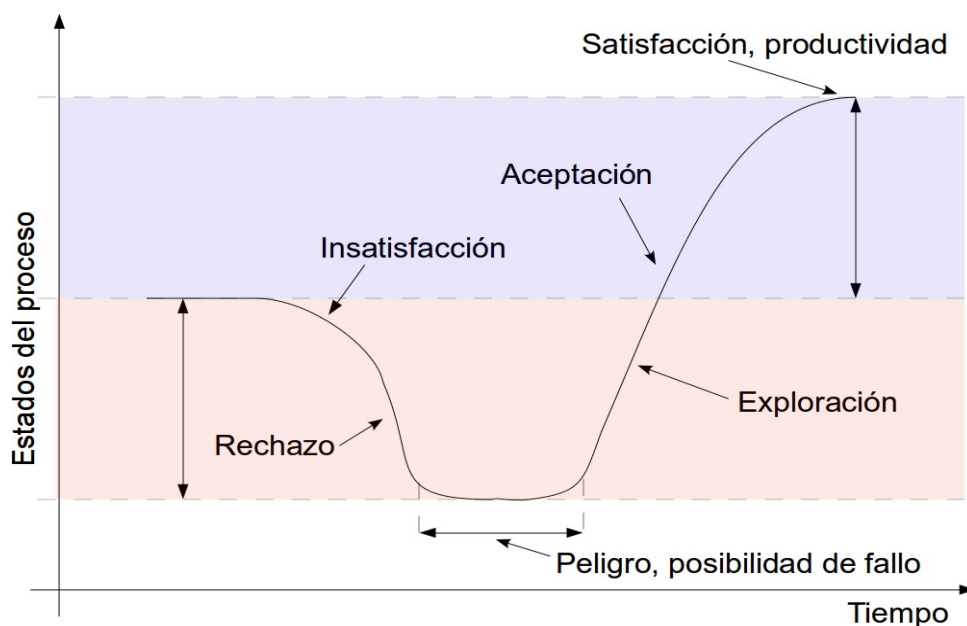 Satisfacción, productividad
Aceptación
Insatisfacción
Estados del proceso
Exploración
Rechazo
Peligro, posibilidad de fallo
Tiempo